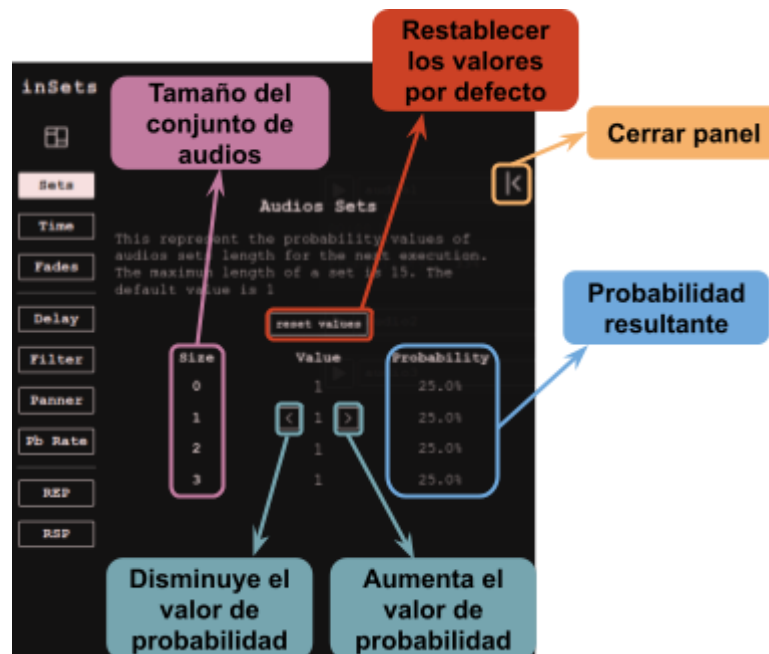 Restablecer
los valores
por defecto
inSets
Tamaño del
conjunto de
audios
Cerrar panel
Sets
Audios Sets
Time
This represent the probability values of
audios sets length for the next execution.
The maximum length of a set is 15. The
default value is 1
Fades
Probabilidad
resultante
Delay
reset values
Filter
Size Value Probability
0 1 25.0%
Panner
1 < 1 > 25.0%
Pb Rate
2 1 25.0%
3 1 25.0%
REP
RSP
Disminuye el
valor de
probabilidad
Aumenta el
valor de
probabilidad